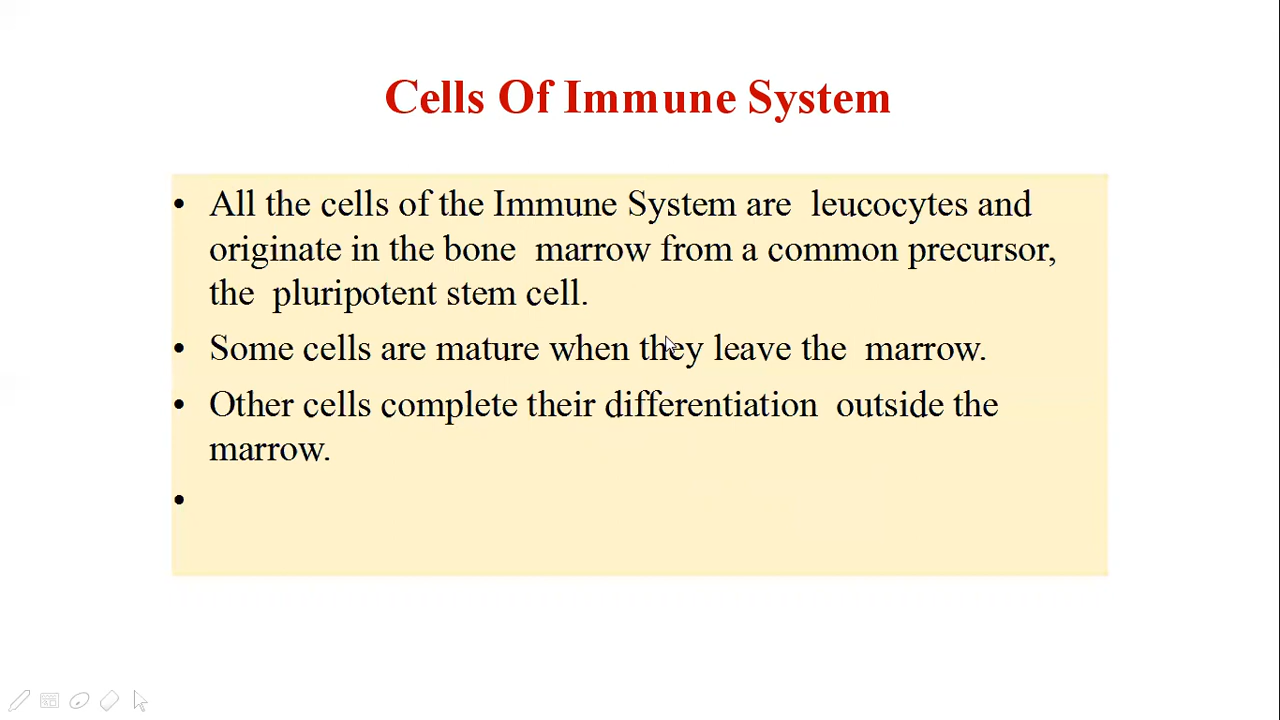 Cells Of Immune System
• All the cells of the Immune System are leucocytes and
originate in the bone marrow from a common precursor,
the pluripotent stem cell.
• Some cells are mature when they leave the marrow.
• Other cells complete their differentiation outside the
marrow.
•